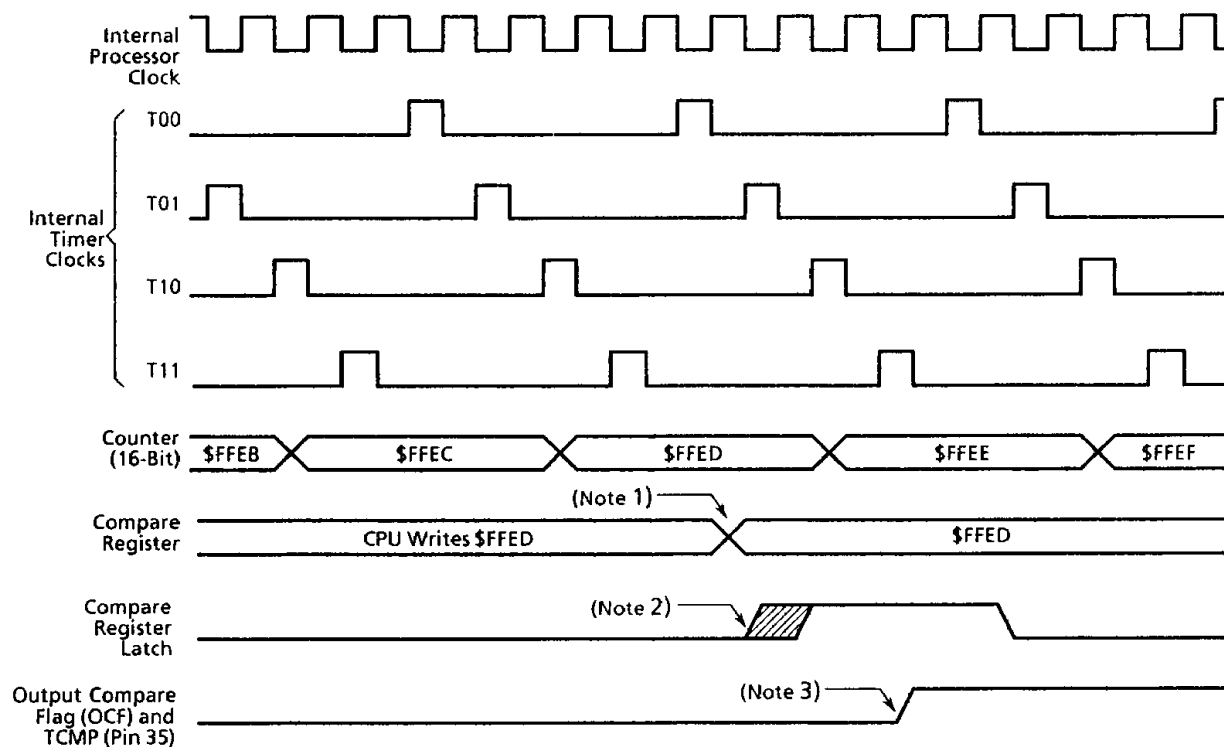 Internal
Processor
Clock
T00
T01
Internal
Timer
Clocks
T10
T11
Counter
(16-Bit)
$FFEB
$FFEC
$FFED
$FFEE
$FFEF
(Note 1)
Compare
Register
CPU Writes $FFED
$FFED
Compare
Register
Latch
(Note 2)
Output Compare
Flag (OCF) and
TCMP (Pin 35)
(Note 3)